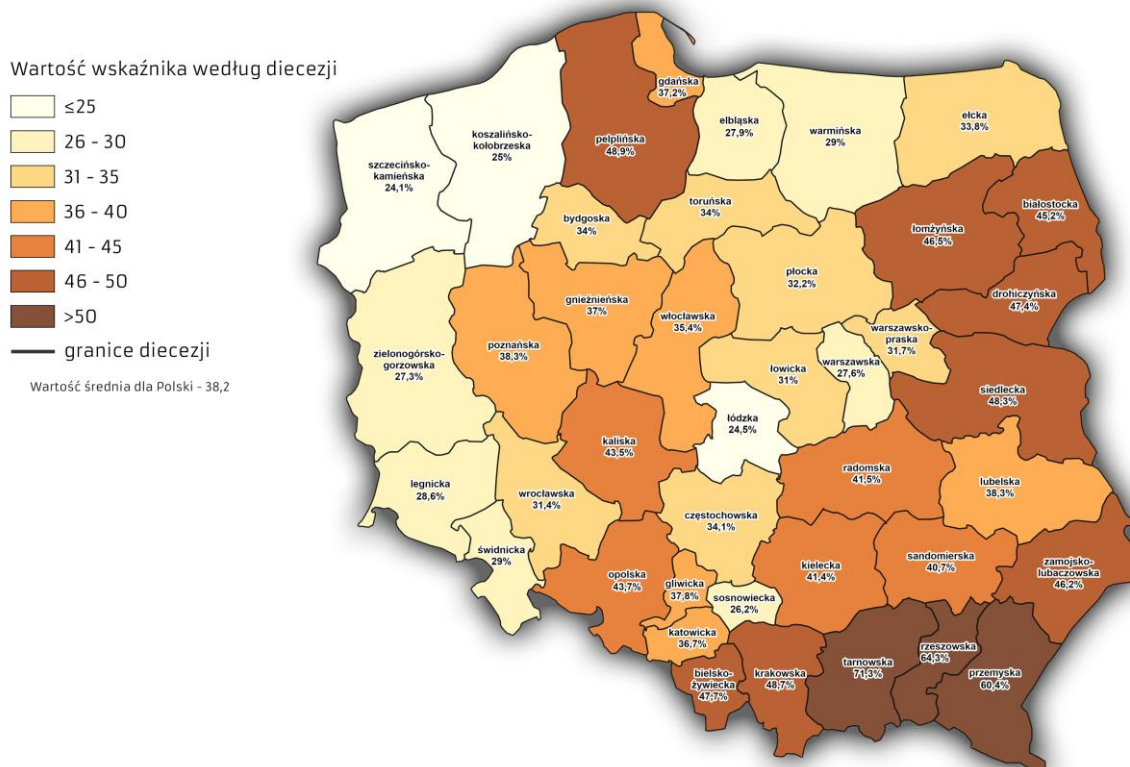 Wartość wskaźnika według diecezji
≤25
26 - 30
31 - 35
36 - 40
41 - 45
46 - 50
>50
granice diecezji
Wartość średnia dla Polski - 38,2
gdańska
37,2%
koszalińsko-
kołobrzeska
25%
pelplińska
48,9%
elbląska
27,9%
warmińska
29%
ełcka
33,8%
szczecińsko-
kamieńska
24,1%
bydgoska
34%
toruńska
34%
łomżyńska
46,5%
białostocka
45,2%
płocka
32,2%
drohiczyńska
47,4%
gnieźnieńska
37%
włocławska
35,4%
warszawsko-
praska
31,7%
poznańska
38,3%
zielonogórsko-
gorzowska
27,3%
łowicka
31%
warszawska
27,6%
siedlecka
48,3%
łódzka
24,5%
kaliska
43,5%
radomska
41,5%
lubelska
38,3%
legnicka
28,6%
wrocławska
31,4%
częstochowska
34,1%
świdnicka
29%
opolska
43,7%
gliwicka
37,8%
sosnowiecka
26,2%
kielecka
41,4%
sandomierska
40,7%
zamojsko-
lubaczowska
46,2%
katowicka
36,7%
bielsko-
żywiecka
47,7%
krakowska
48,7%
tarnowska
71,3%
rzeszowska
64,3%
przemyska
60,4%